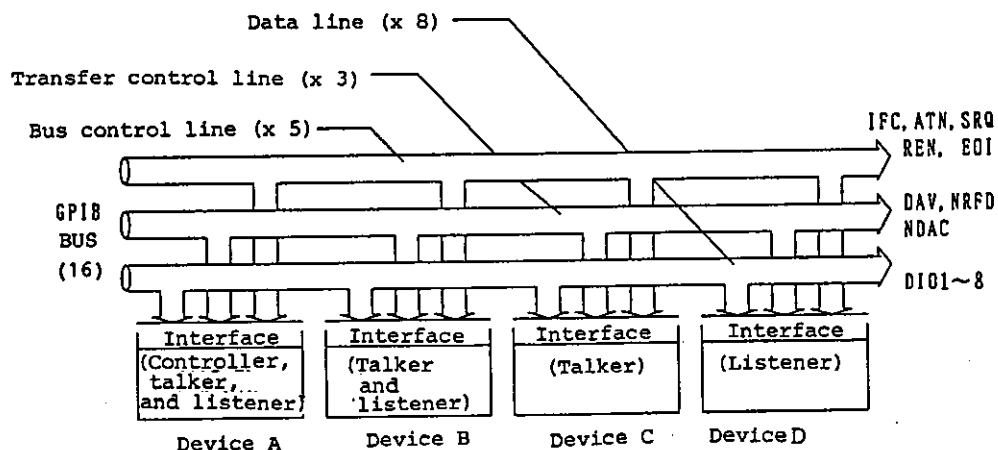 Data line (x 8)
Transfer control line (x 3)
Bus control line (x 5)
IFC, ATN, SRQ
REN, EOI
GPIB
BUS
(16)
DAV, NRFD
NDAC
DIO1~8
Interface
(Controller,
talker,
and listener)
Device A
Interface
(Talker
and
listener)
Device B
Interface
(Talker)
Device C
Interface
(Listener)
Device D